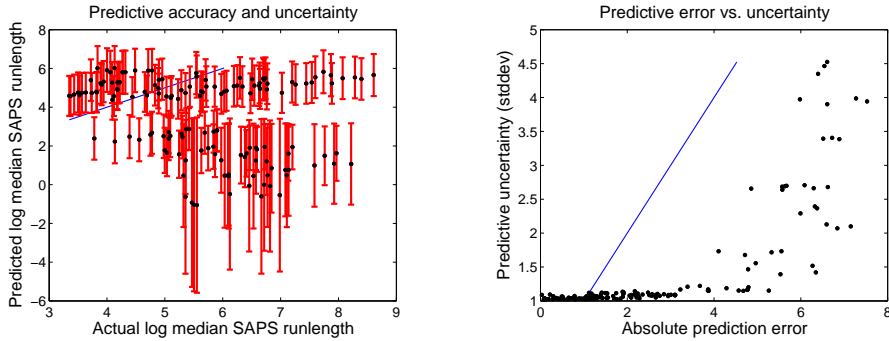 Predictive accuracy and uncertainty
Predicted log median SAPS runlength
8
6
4
2
0
−2
−4
−6
3 4 5 6 7 8 9
Actual log median SAPS runlength
Predictive error vs. uncertainty
Predictive uncertainty (stddev)
5
4.5
4
3.5
3
2.5
2
1.5
1
0 2 4 6 8
Absolute prediction error